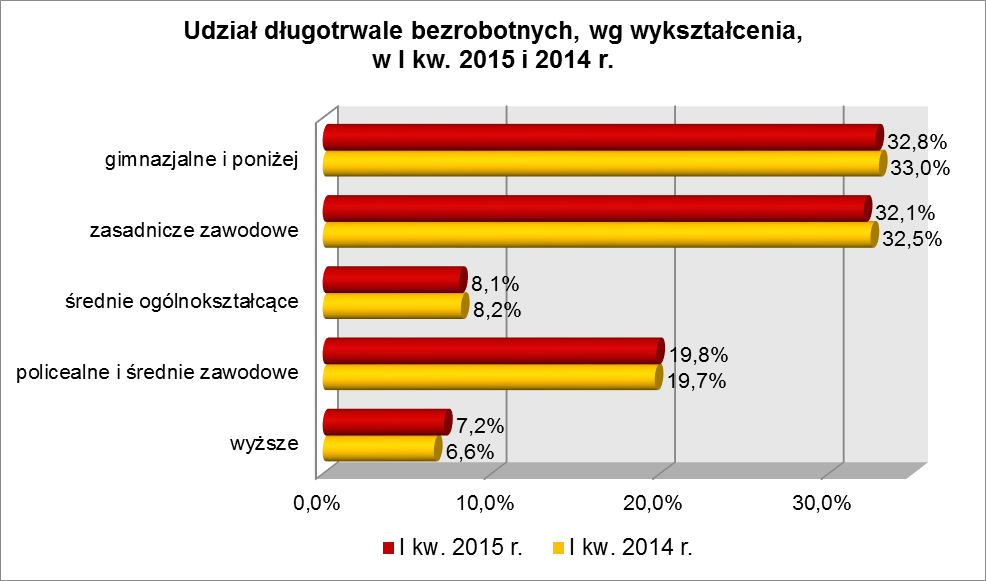 Udział długotrwale bezrobotnych, wg wykształcenia,
w I kw. 2015 i 2014 r.
gimnazjalne i poniżej
32,8%
33,0%
zasadnicze zawodowe
32,1%
32,5%
średnie ogólnokształcące
8,1%
8,2%
policealne i średnie zawodowe
19,8%
19,7%
wyższe
7,2%
6,6%
0,0% 10,0% 20,0% 30,0%
I kw. 2015 r. I kw. 2014 r.